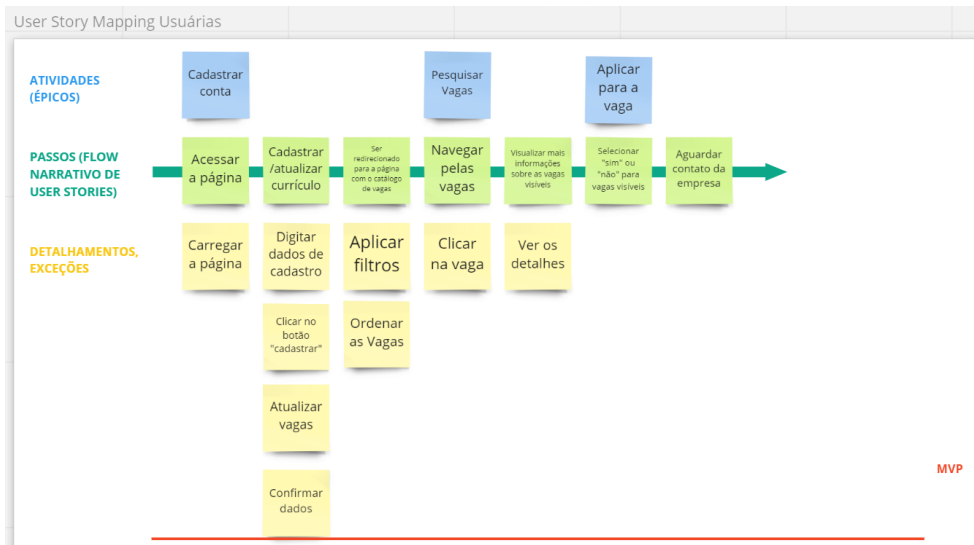 User Story Mapping Usuárias
ATIVIDADES
(ÉPICOS)
Cadastrar
conta
Pesquisar
Vagas
Aplicar
para a
vaga
PASSOS (FLOW
NARRATIVO DE
USER STORIES)
Acessar
a página
Cadastrar
/atualizar
currículo
Ser
redirecionado
para a página
com o catálogo
de vagas
Navegar
pelas
vagas
Visualizar mais
informações
sobre as vagas
visíveis
Selecionar
"sim" ou
"não" para
vagas visíveis
Aguardar
contato da
empresa
DETALHAMENTOS,
EXCEÇÕES
Carregar
a página
Digitar
dados de
cadastro
Aplicar
filtros
Clicar
na vaga
Ver os
detalhes
Clicar no
botão
"cadastrar"
Ordenar
as Vagas
Atualizar
vagas
Confirmar
dados
MVP